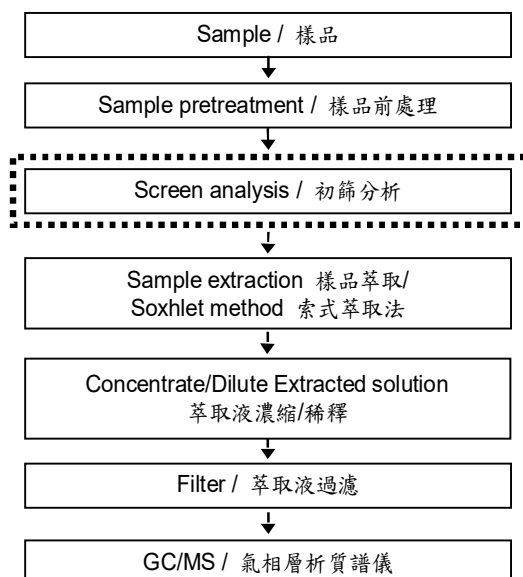 Sample / 樣品
Sample pretreatment / 樣品前處理
Screen analysis / 初篩分析
Sample extraction 樣品萃取/
Soxhlet method 索式萃取法
Concentrate/Dilute Extracted solution
萃取液濃縮/稀釋
Filter / 萃取液過濾
GC/MS / 氣相層析質譜儀